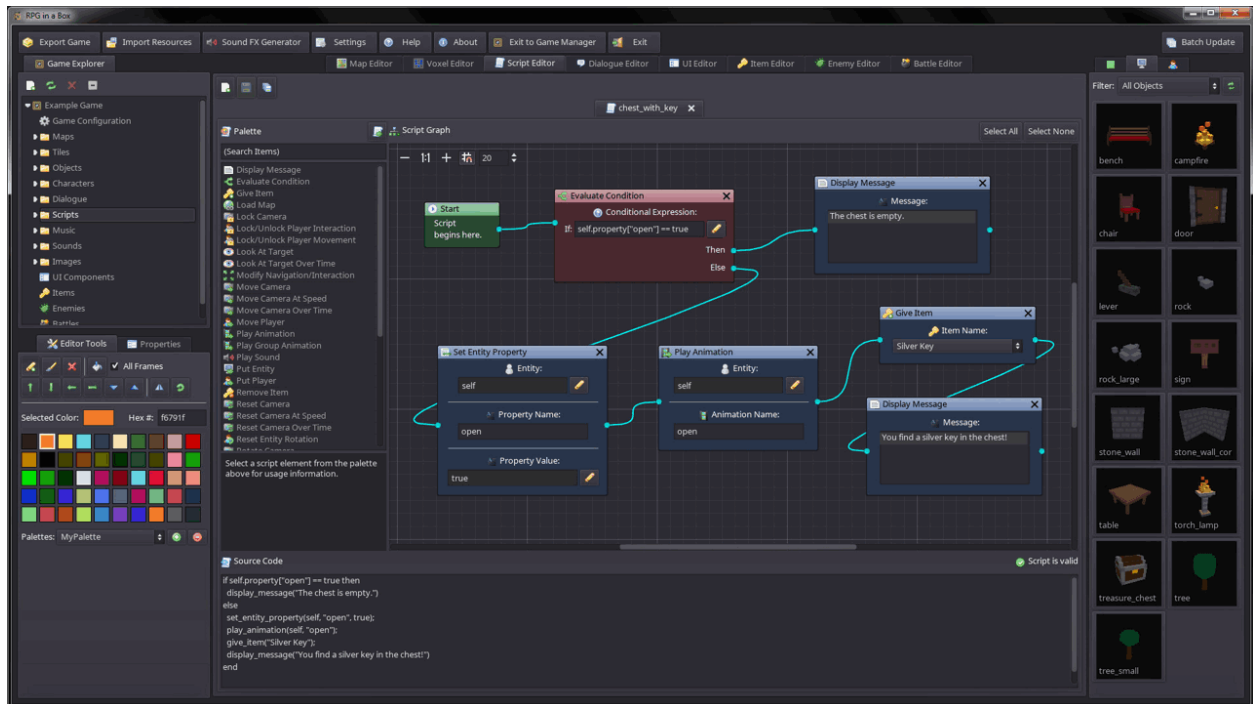 RPG in a Box
Export Game
Import Resources
Sound FX Generator
Settings
Help
About
Exit to Game Manager
Exit
Batch Update
Game Explorer
Map Editor
Voxel Editor
Script Editor
Dialogue Editor
UI Editor
Item Editor
Enemy Editor
Battle Editor
Example Game
Game Configuration
Maps
Tiles
Objects
Characters
Dialogue
Scripts
Music
Sounds
Images
UI Components
Items
Enemies
Battles
Editor Tools
Properties
All Frames
Selected Color:
Hex #: f6791f
Palettes: MyPalette
chest_with_key
Palette
(Search Items)
Display Message
Evaluate Condition
Give Item
Load Map
Lock Camera
Lock/Unlock Player Interaction
Lock/Unlock Player Movement
Look At Target
Look At Target Over Time
Modify Navigation/Interaction
Move Camera
Move Camera At Speed
Move Camera Over Time
Move Player
Play Animation
Play Group Animation
Play Sound
Put Entity
Put Player
Remove Item
Reset Camera
Reset Camera At Speed
Reset Camera Over Time
Reset Entity Rotation
Rotate Camera
Select a script element from the palette
above for usage information.
Script Graph
Select All
Select None
1:1
20
Start
Script
begins here.
Evaluate Condition
Conditional Expression:
If: self.property["open"] == true
Then
Else
Display Message
Message:
The chest is empty.
Set Entity Property
Entity:
self
Property Name:
open
Property Value:
true
Play Animation
Entity:
self
Animation Name:
open
Give Item
Item Name:
Silver Key
Display Message
Message:
You find a silver key in the chest!
Source Code
Script is valid
if self.property["open"] == true then
display_message("The chest is empty.")
else
set_entity_property(self, "open", true);
play_animation(self, "open");
give_item("Silver Key");
display_message("You find a silver key in the chest!")
end
Filter: All Objects
bench
campfire
chair
door
lever
rock
rock_large
sign
stone_wall
stone_wall_cor
table
torch_lamp
treasure_chest
tree
tree_small